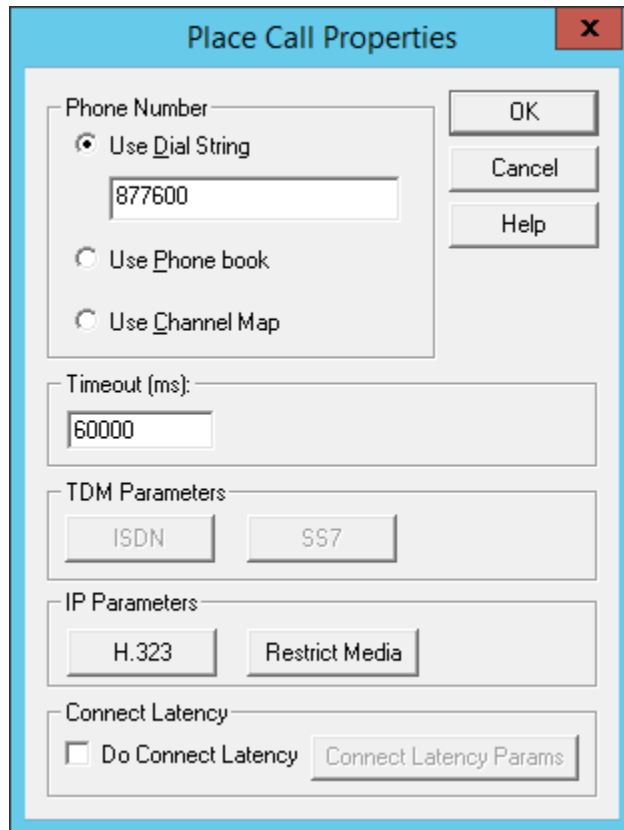 Place Call Properties
x
Phone Number
Use Dial String
877600
Use Phone book
Use Channel Map
OK
Cancel
Help
Timeout (ms):
60000
TDM Parameters
ISDN SS7
IP Parameters
H.323 Restrict Media
Connect Latency
Do Connect Latency Connect Latency Params